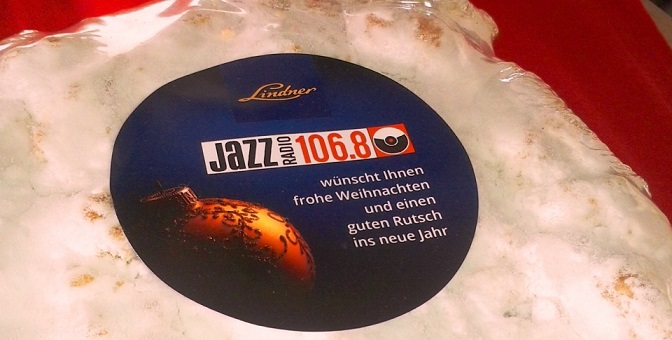 Lindner
JAZZ RADIO 106.8
wünscht Ihnen
frohe Weihnachten
und einen
guten Rutsch
ins neue Jahr